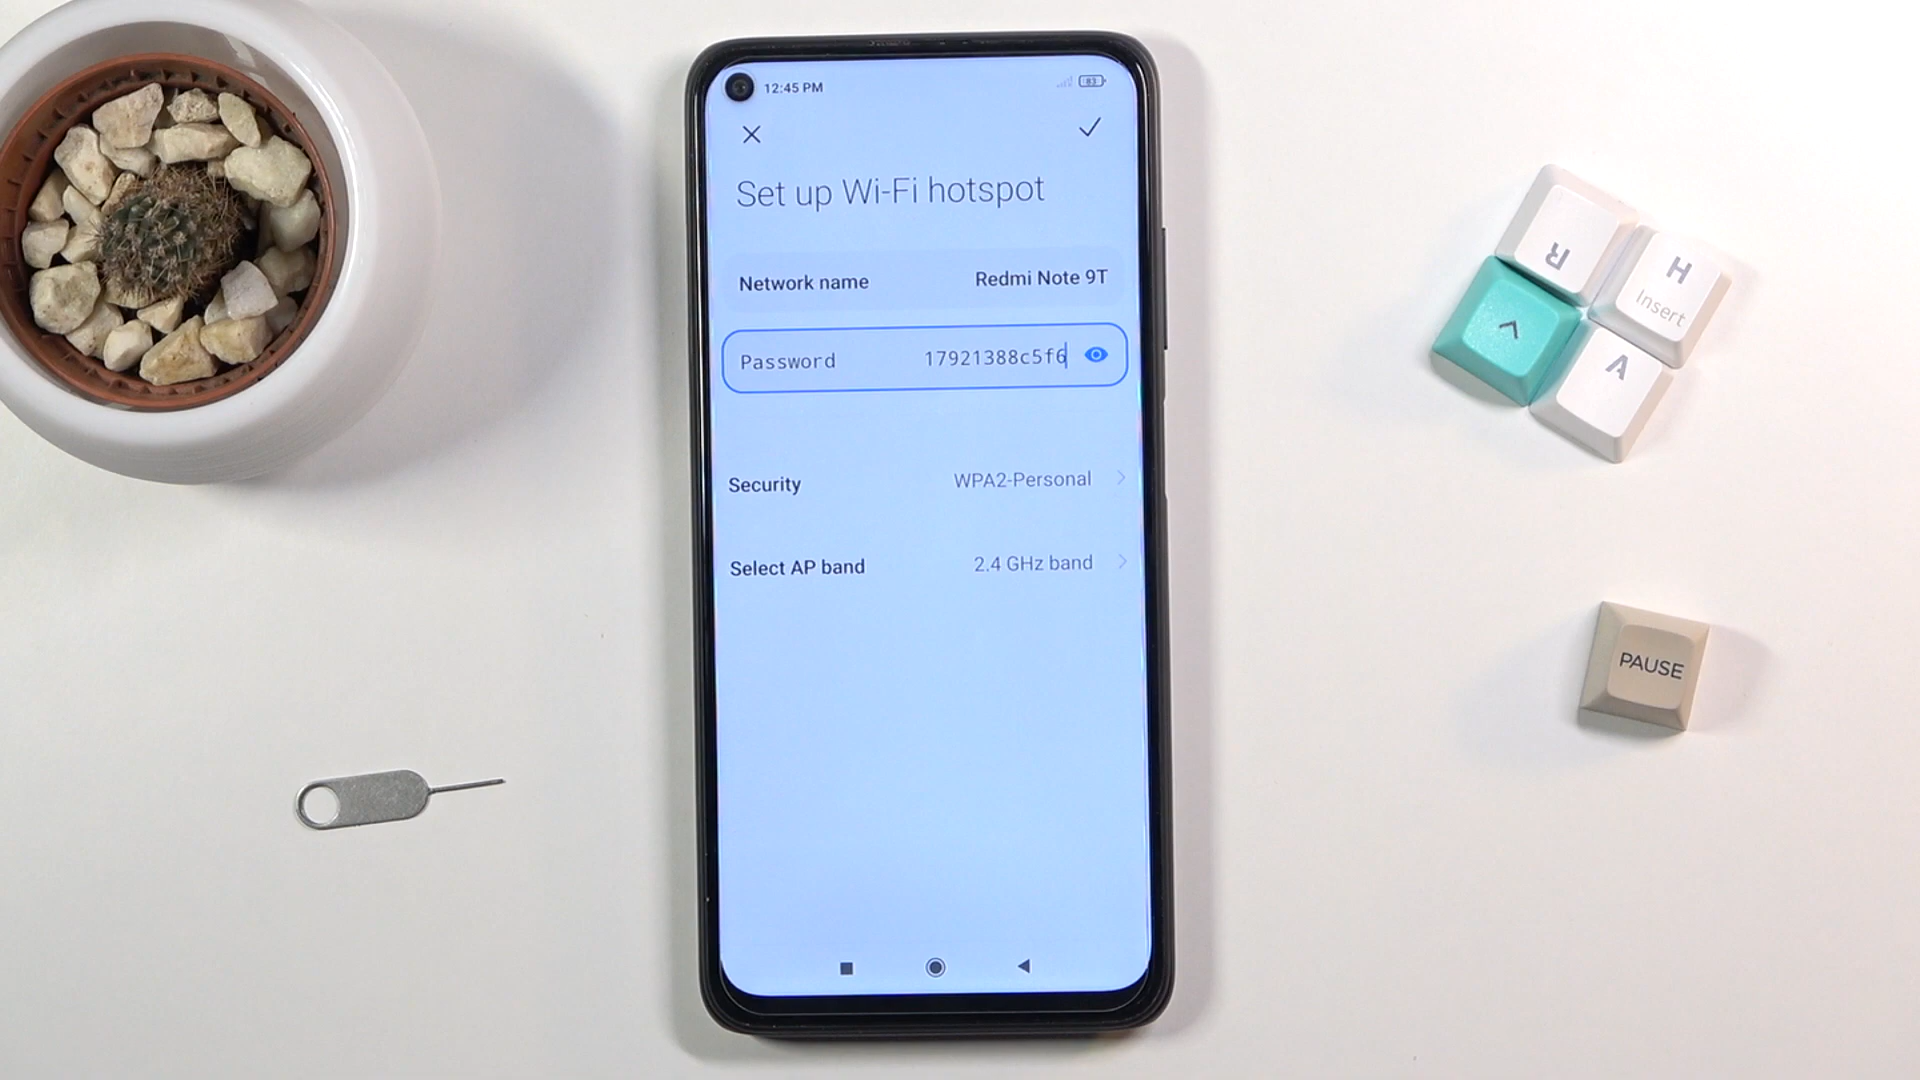 12:45 PM
83
Set up Wi-Fi hotspot
Network name Redmi Note 9T
Password 17921388c5f6
Security WPA2-Personal
Select AP band 2.4 GHz band
R
H
Insert
A
PAUSE